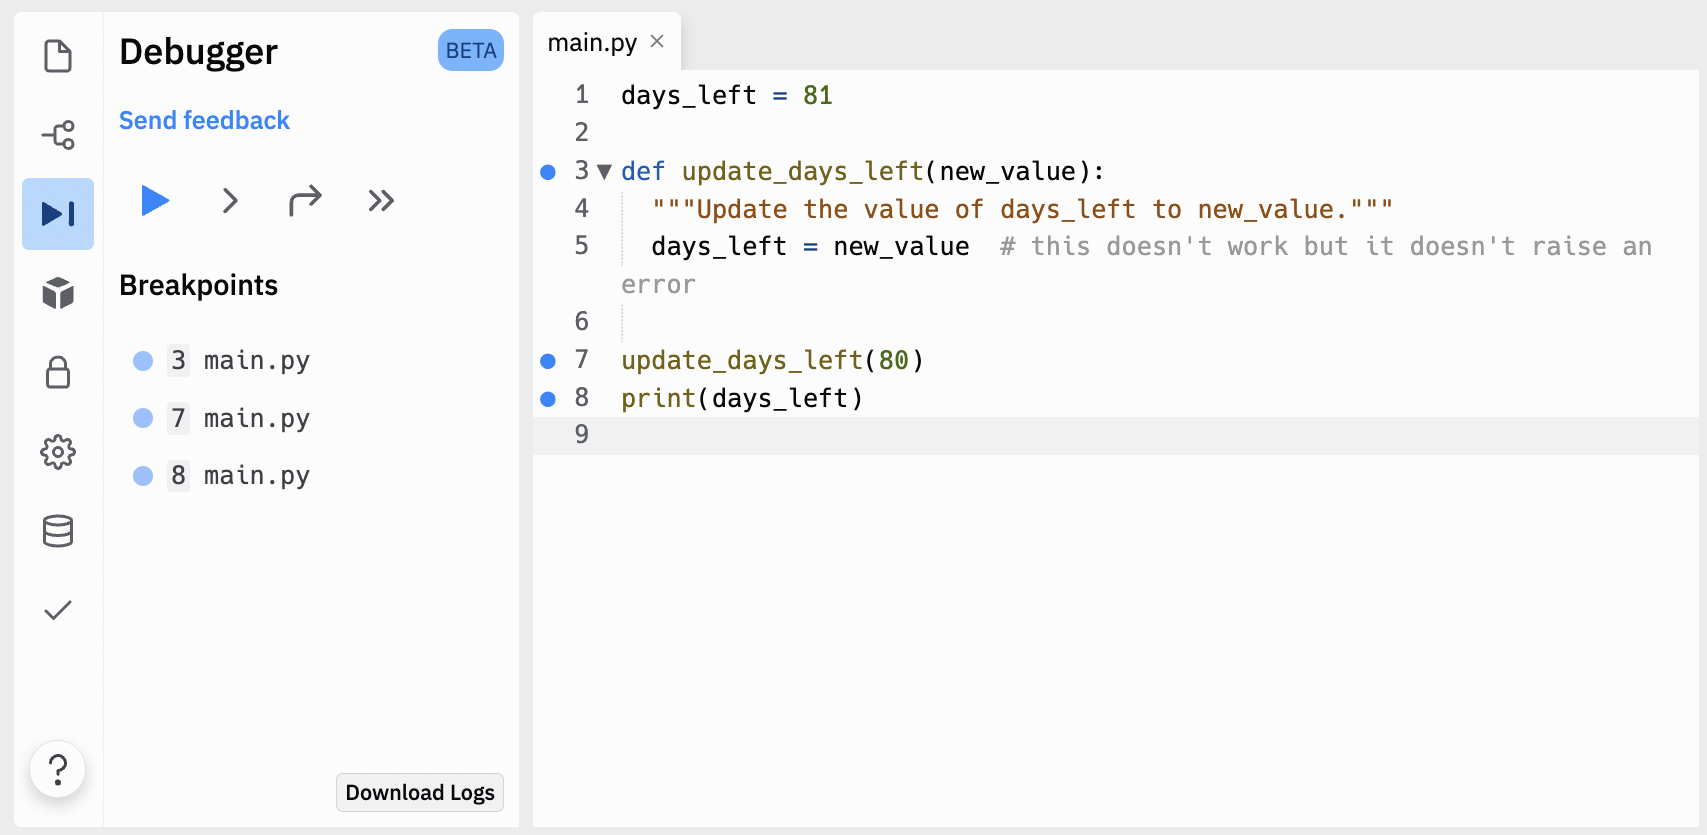 Debugger
BETA
Send feedback
Breakpoints
3 main.py
7 main.py
8 main.py
?
Download Logs
main.py ×
1 days_left = 81
2
3 def update_days_left(new_value):
4 """Update the value of days_left to new_value."""
5 days_left = new_value  # this doesn't work but it doesn't raise an
error
6
7 update_days_left(80)
8 print(days_left)
9